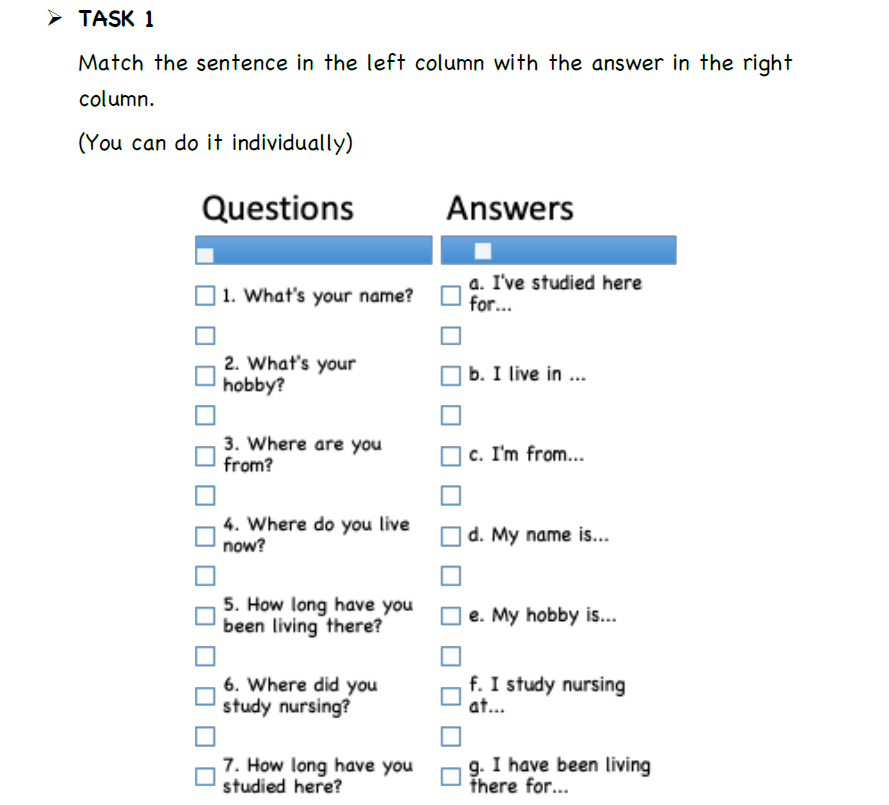 ➢ TASK 1
Match the sentence in the left column with the answer in the right
column.
(You can do it individually)
Questions
Answers
1. What's your name?
a. I've studied here
for...
2. What's your
hobby?
b. I live in ...
3. Where are you
from?
c. I'm from...
4. Where do you live
now?
d. My name is...
5. How long have you
been living there?
e. My hobby is...
6. Where did you
study nursing?
f. I study nursing
at...
7. How long have you
studied here?
g. I have been living
there for...